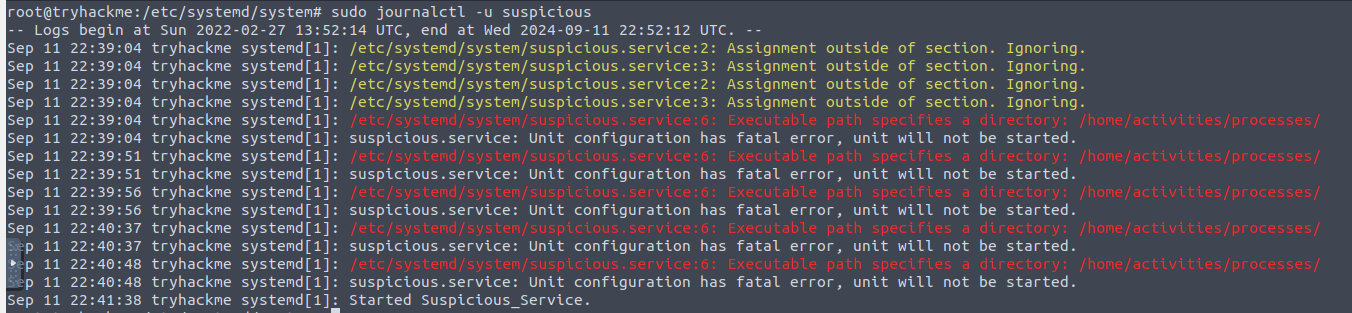 root@tryhackme:/etc/systemd/system# sudo journalctl -u suspicious
-- Logs begin at Sun 2022-02-27 13:52:14 UTC, end at Wed 2024-09-11 22:52:12 UTC. --
Sep 11 22:39:04 tryhackme systemd[1]: /etc/systemd/system/suspicious.service:2: Assignment outside of section. Ignoring.
Sep 11 22:39:04 tryhackme systemd[1]: /etc/systemd/system/suspicious.service:3: Assignment outside of section. Ignoring.
Sep 11 22:39:04 tryhackme systemd[1]: /etc/systemd/system/suspicious.service:2: Assignment outside of section. Ignoring.
Sep 11 22:39:04 tryhackme systemd[1]: /etc/systemd/system/suspicious.service:3: Assignment outside of section. Ignoring.
Sep 11 22:39:04 tryhackme systemd[1]: /etc/systemd/system/suspicious.service:6: Executable path specifies a directory: /home/activities/processes/
Sep 11 22:39:04 tryhackme systemd[1]: suspicious.service: Unit configuration has fatal error, unit will not be started.
Sep 11 22:39:51 tryhackme systemd[1]: /etc/systemd/system/suspicious.service:6: Executable path specifies a directory: /home/activities/processes/
Sep 11 22:39:51 tryhackme systemd[1]: suspicious.service: Unit configuration has fatal error, unit will not be started.
Sep 11 22:39:56 tryhackme systemd[1]: /etc/systemd/system/suspicious.service:6: Executable path specifies a directory: /home/activities/processes/
Sep 11 22:39:56 tryhackme systemd[1]: suspicious.service: Unit configuration has fatal error, unit will not be started.
Sep 11 22:40:37 tryhackme systemd[1]: /etc/systemd/system/suspicious.service:6: Executable path specifies a directory: /home/activities/processes/
ep 11 22:40:37 tryhackme systemd[1]: suspicious.service: Unit configuration has fatal error, unit will not be started.
ep 11 22:40:48 tryhackme systemd[1]: /etc/systemd/system/suspicious.service:6: Executable path specifies a directory: /home/activities/processes/
ep 11 22:40:48 tryhackme systemd[1]: suspicious.service: Unit configuration has fatal error, unit will not be started.
Sep 11 22:41:38 tryhackme systemd[1]: Started Suspicious_Service.